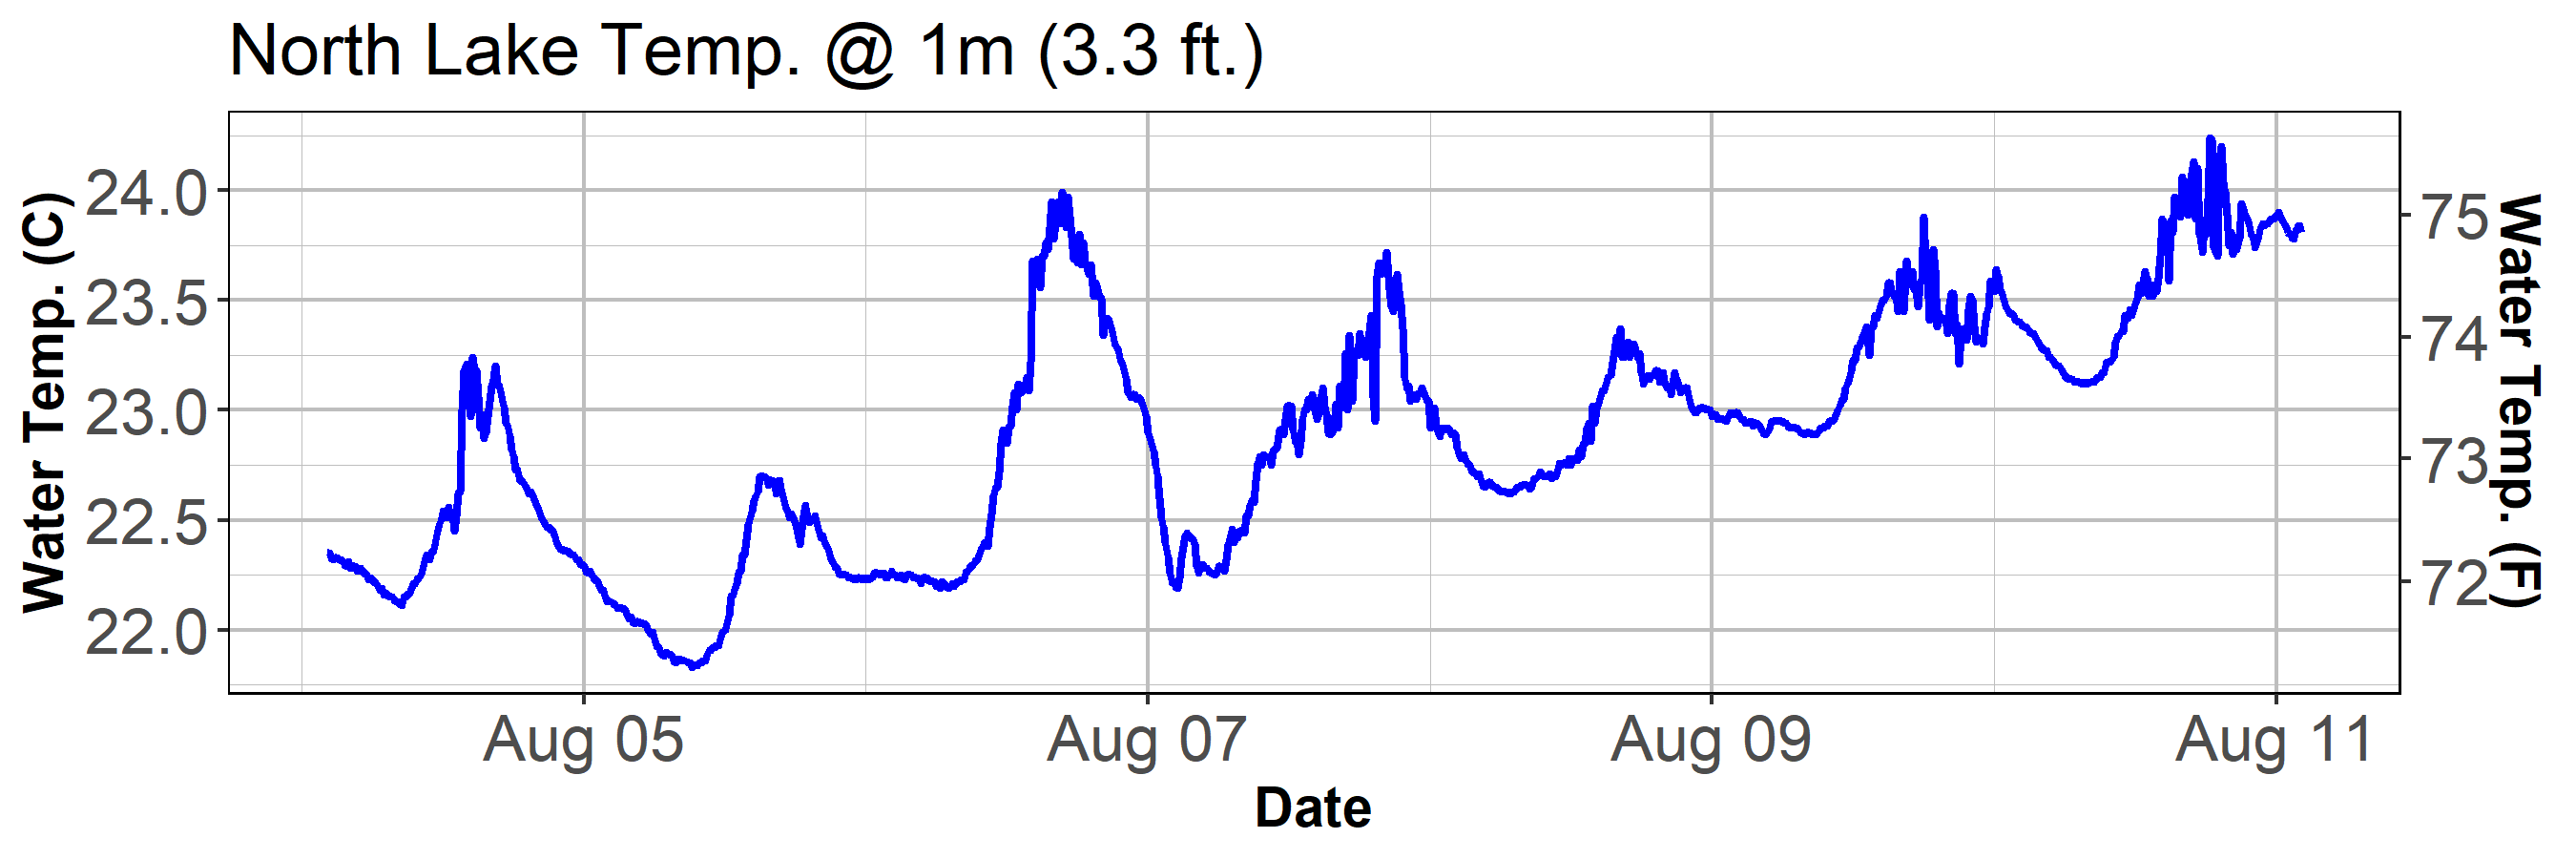 North Lake Temp. @ 1m (3.3 ft.)
Water Temp. (C)
24.0
23.5
23.0
22.5
22.0
75
74
73
72
Water Temp. (F)
Aug 05
Aug 07
Aug 09
Aug 11
Date